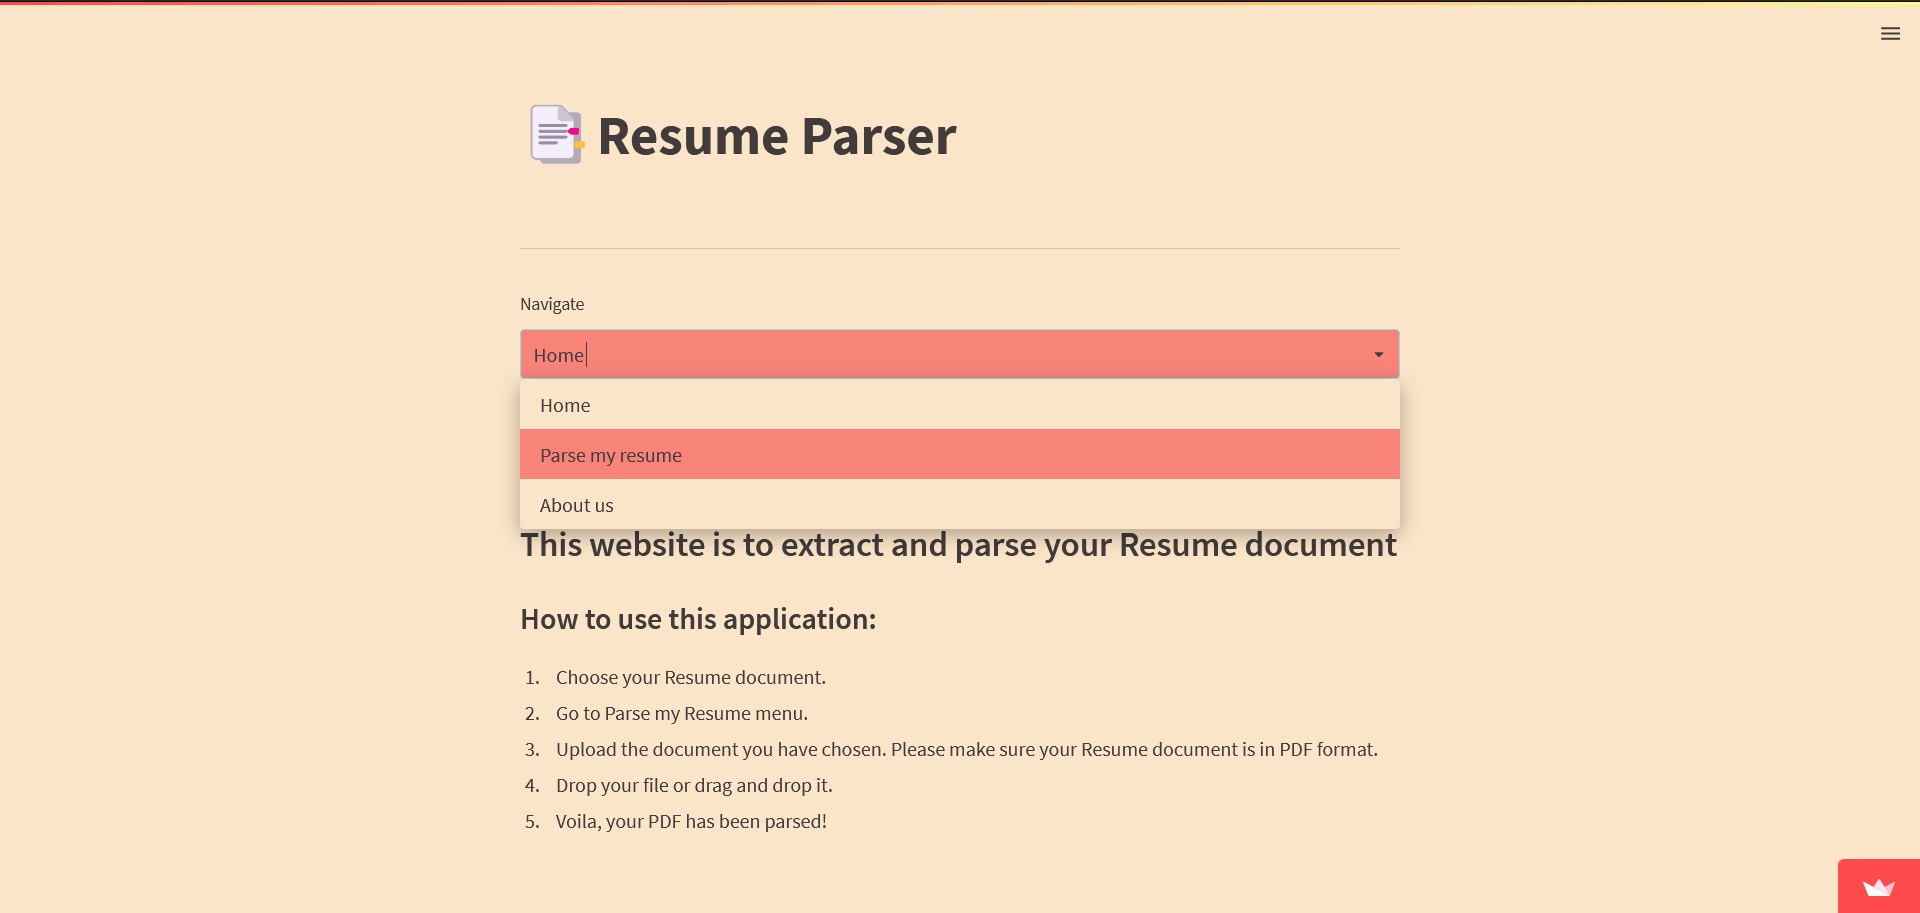 Resume Parser
Navigate
Home
Home
Parse my resume
About us
This website is to extract and parse your Resume document
How to use this application:
1. Choose your Resume document.
2. Go to Parse my Resume menu.
3. Upload the document you have chosen. Please make sure your Resume document is in PDF format.
4. Drop your file or drag and drop it.
5. Voila, your PDF has been parsed!